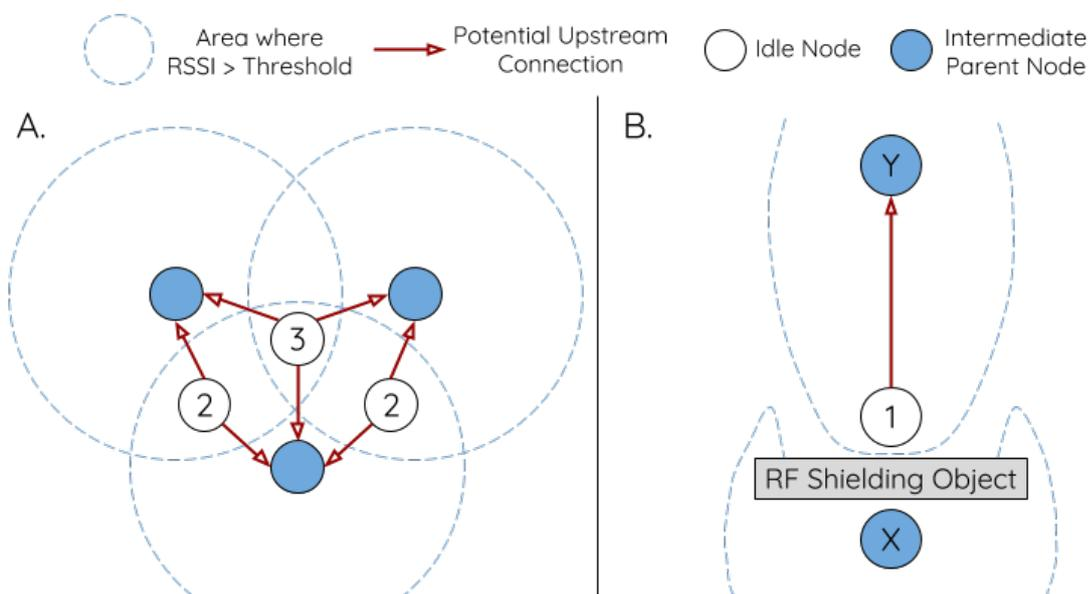 Area where
RSSI > Threshold
Potential Upstream
Connection
Idle Node
Intermediate
Parent Node
A.
3
2
2
B.
Y
1
RF Shielding Object
X